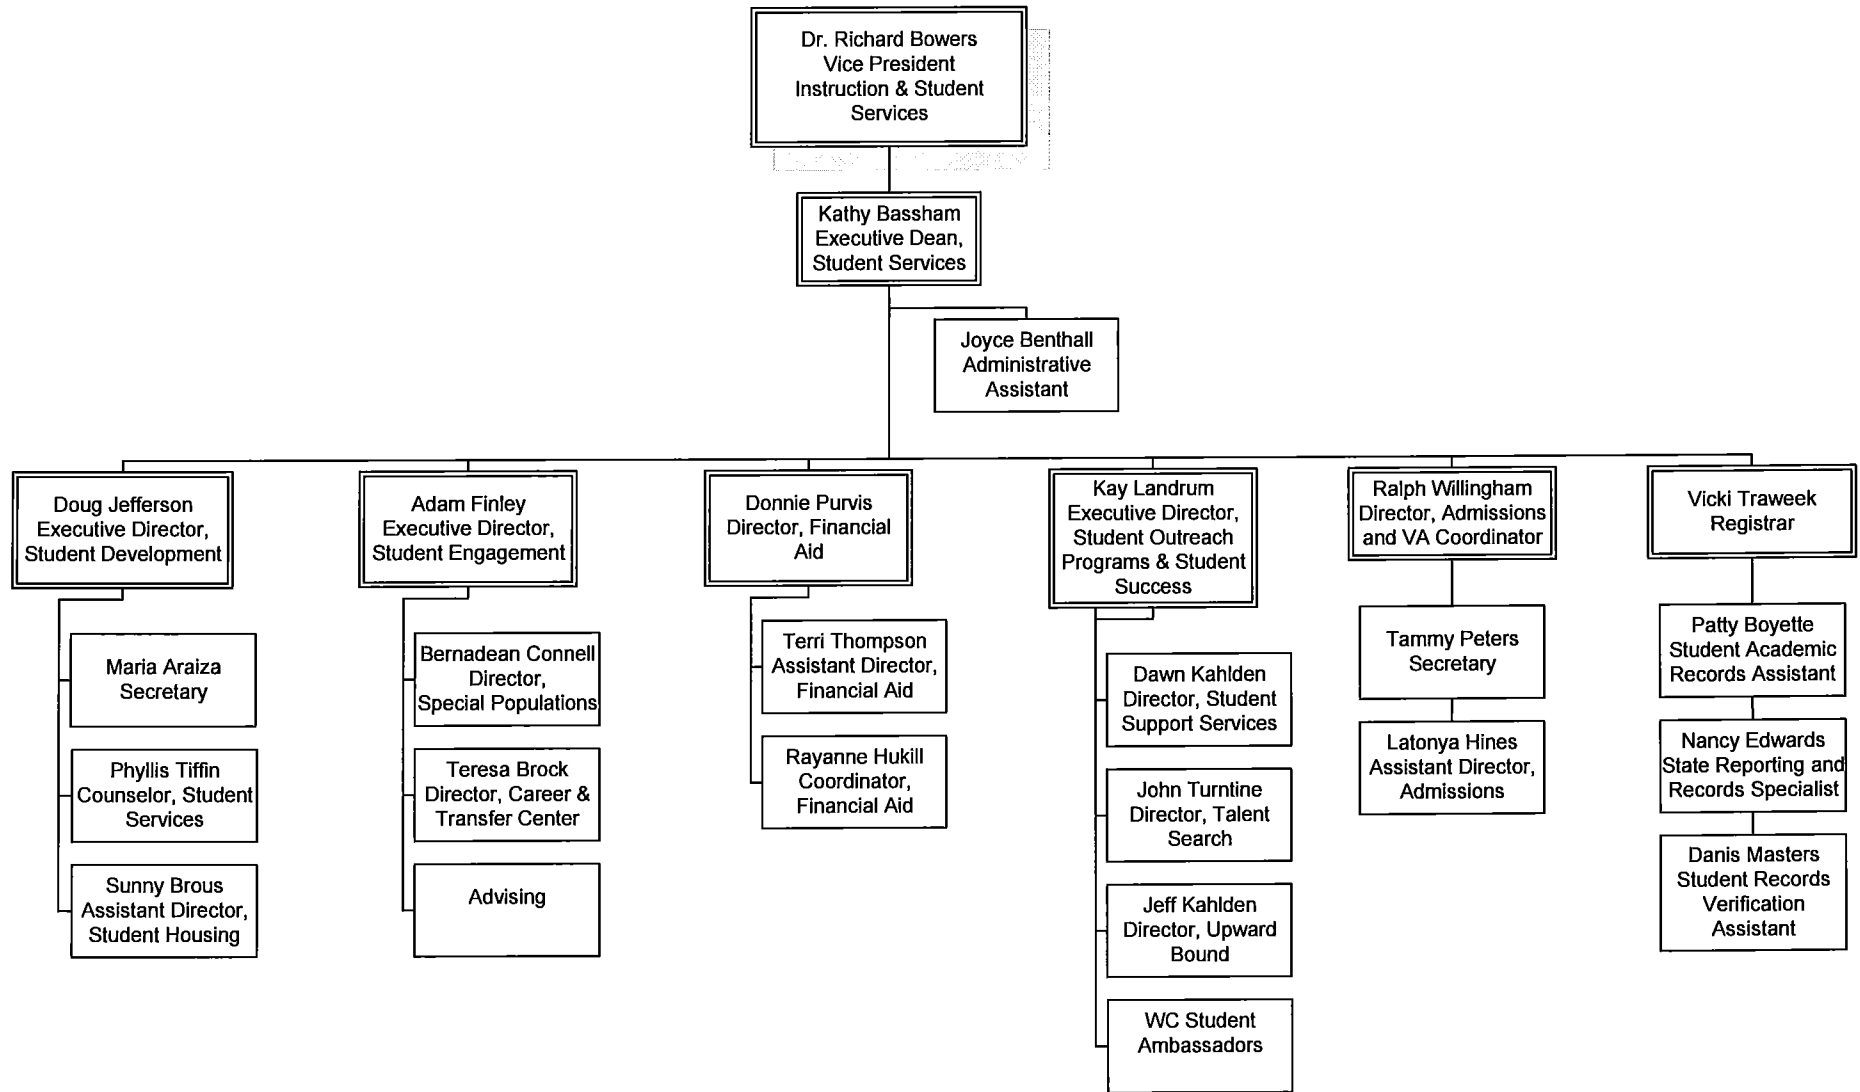 Dr. Richard Bowers
Vice President
Instruction & Student
Services
Kathy Bassham
Executive Dean,
Student Services
Joyce Benthall
Administrative
Assistant
Doug Jefferson
Executive Director,
Student Development
Maria Araiza
Secretary
Phyllis Tiffin
Counselor, Student
Services
Sunny Brous
Assistant Director,
Student Housing
Adam Finley
Executive Director,
Student Engagement
Bernadean Connell
Director,
Special Populations
Teresa Brock
Director, Career &
Transfer Center
Advising
Donnie Purvis
Director, Financial
Aid
Terri Thompson
Assistant Director,
Financial Aid
Rayanne Hukill
Coordinator,
Financial Aid
Kay Landrum
Executive Director,
Student Outreach
Programs & Student
Success
Dawn Kahlden
Director, Student
Support Services
John Turntine
Director, Talent
Search
Jeff Kahlden
Director, Upward
Bound
WC Student
Ambassadors
Ralph Willingham
Director, Admissions
and VA Coordinator
Tammy Peters
Secretary
Latonya Hines
Assistant Director,
Admissions
Vicki Traweek
Registrar
Patty Boyette
Student Academic
Records Assistant
Nancy Edwards
State Reporting and
Records Specialist
Danis Masters
Student Records
Verification
Assistant